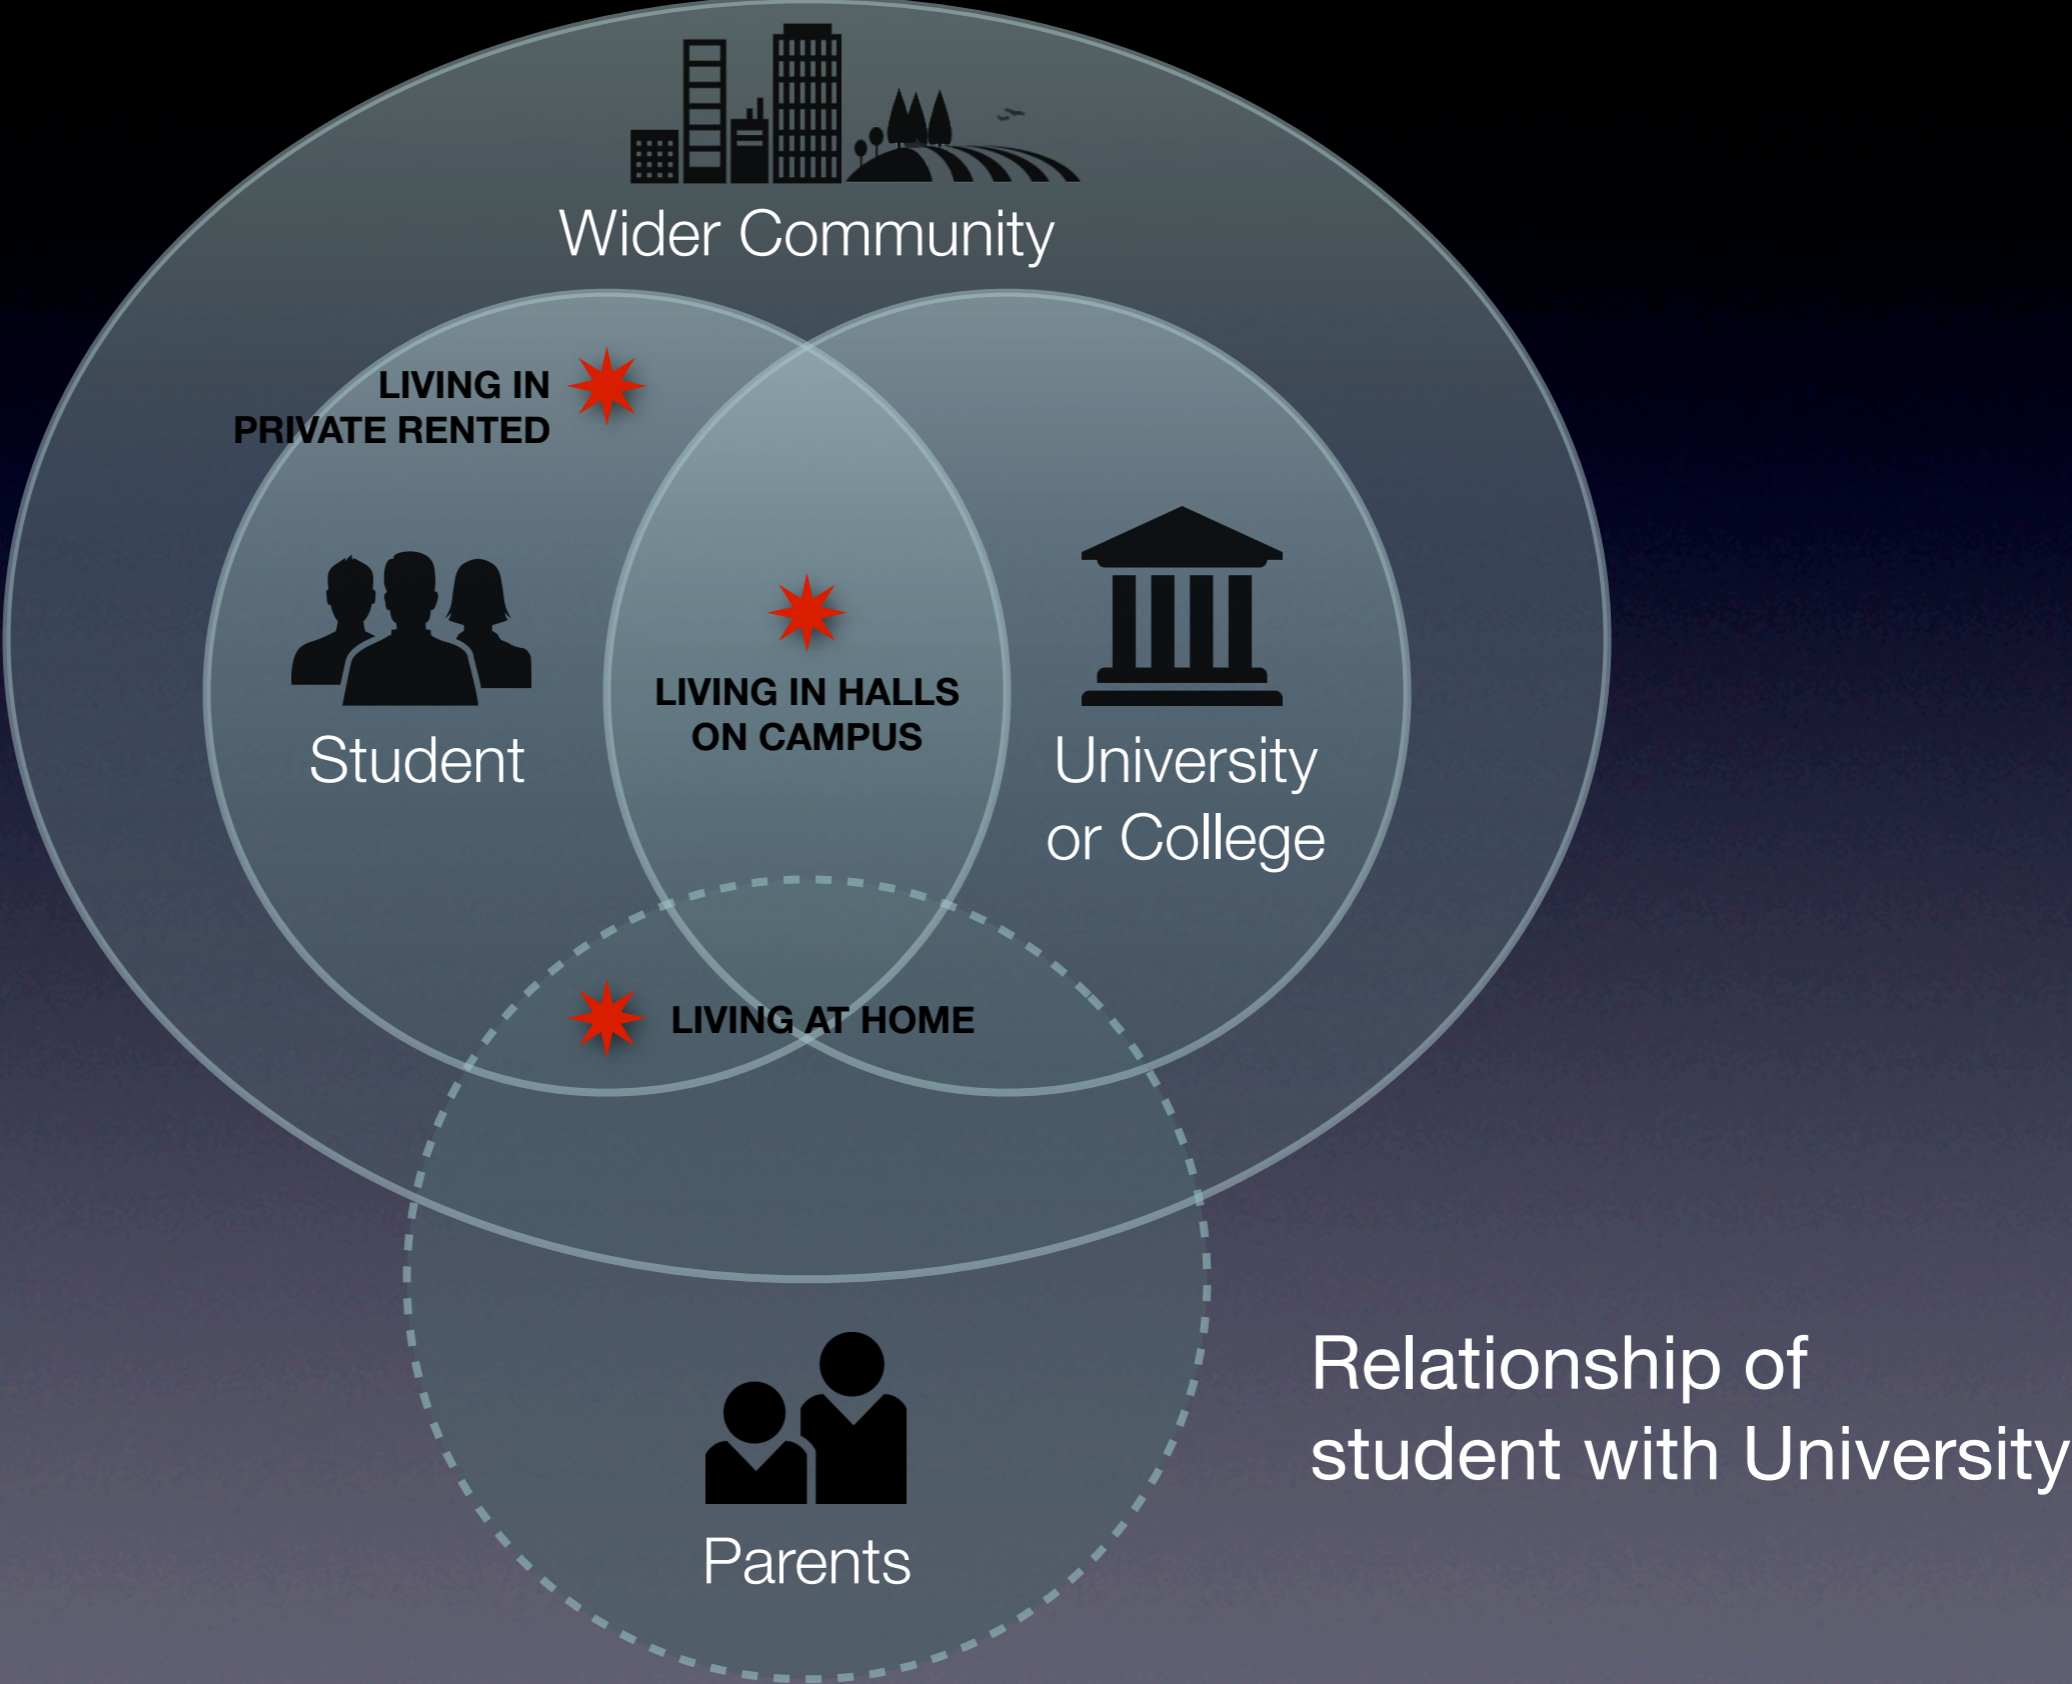 Wider Community
LIVING IN
PRIVATE RENTED
LIVING IN HALLS
ON CAMPUS
Student
University
or College
LIVING AT HOME
Parents
Relationship of
student with University